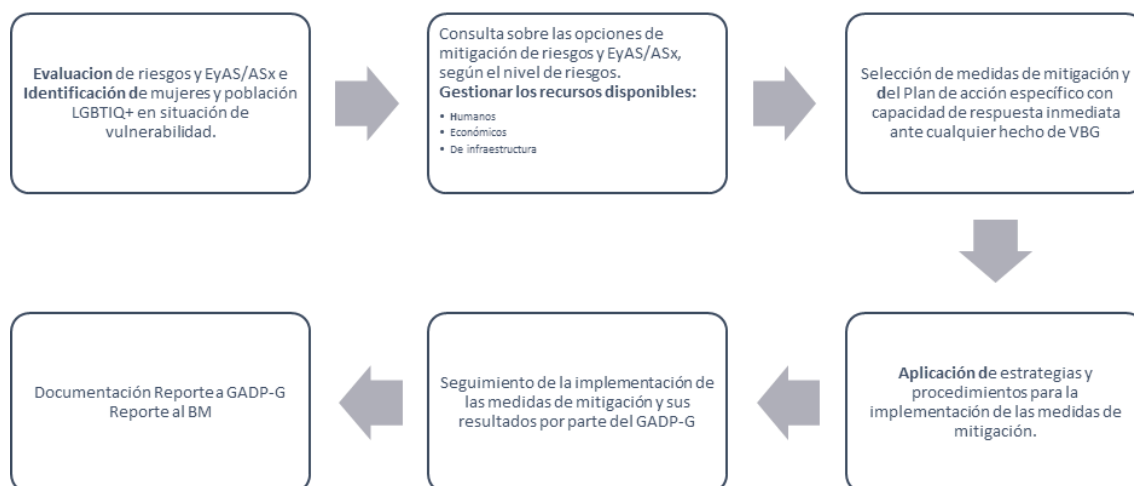 Evaluacion de riesgos y EyAS/ASx e
Identificación de mujeres y población
LGBTIQ+ en situación de
vulnerabilidad.
Consulta sobre las opciones de
mitigación de riesgos y EyAS/ASx,
según el nivel de riesgos.
Gestionar los recursos disponibles:
• Humanos
• Económicos
• De infraestructura
Selección de medidas de mitigación y
del Plan de acción específico con
capacidad de respuesta inmediata
ante cualquier hecho de VBG
Aplicación de estrategias y
procedimientos para la
implementación de las medidas de
mitigación.
Seguimiento de la implementación de
las medidas de mitigación y sus
resultados por parte del GADP-G
Documentación Reporte a GADP-G
Reporte al BM